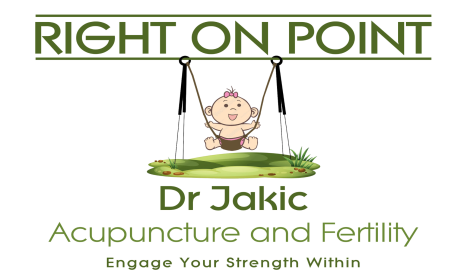 RIGHT ON POINT
Dr Jakic
Acupuncture and Fertility
Engage Your Strength Within